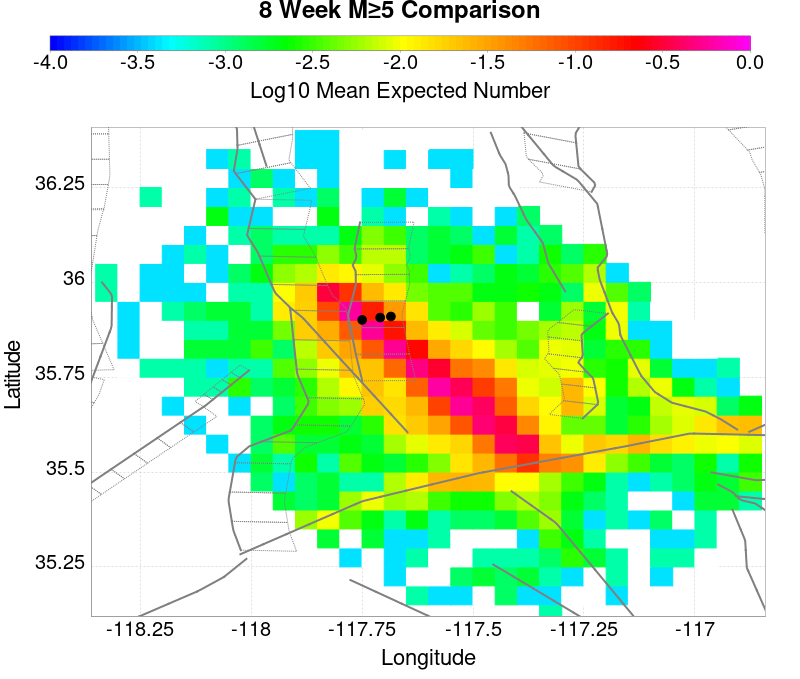 8 Week M≥5 Comparison
-4.0 -3.5 -3.0 -2.5 -2.0 -1.5 -1.0 -0.5 0.0
Log10 Mean Expected Number
36.25
36
35.75
35.5
35.25
Latitude
-118.25 -118 -117.75 -117.5 -117.25 -117
Longitude